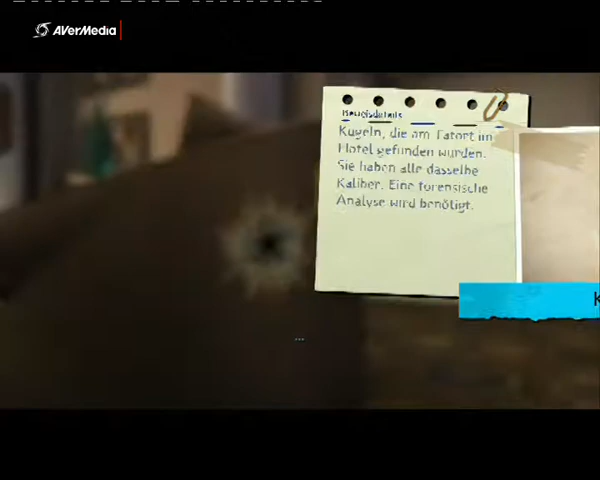 AVerMedia
Beweisdetails
Kugeln, die am Tatort im
Hotel gefunden wurden.
Sie haben alle dasselbe
Kaliber. Eine forensische
Analyse wird benötigt.
K
...